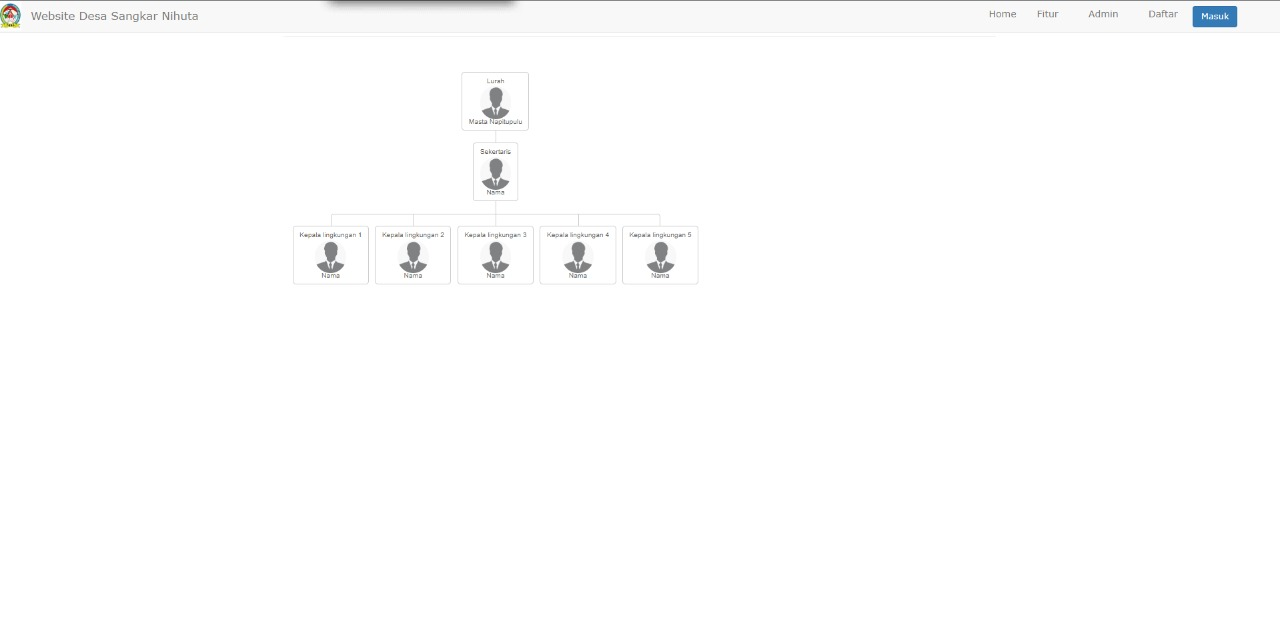 Website Desa Sangkar Nihuta
Home Fitur Admin Daftar Masuk
Lurah
Masta Napitupulu
Sekertaris
Nama
Kepala lingkungan 1 Kepala lingkungan 2 Kepala lingkungan 3 Kepala lingkungan 4 Kepala lingkungan 5
Nama Nama Nama Nama Nama